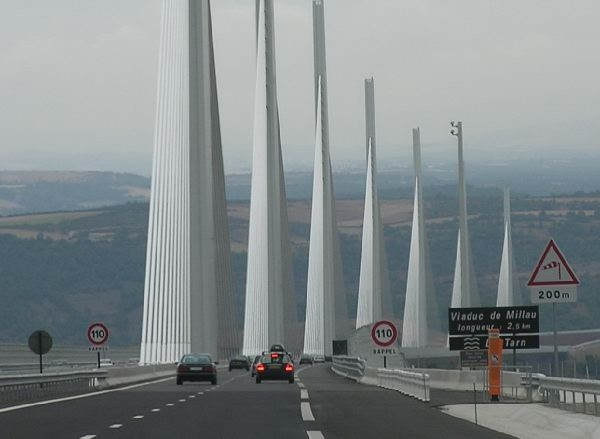 110
RAPPEL
110
RAPPEL
200m
Viaduc de Millau
longueur : 2,5 km
Le Tarn